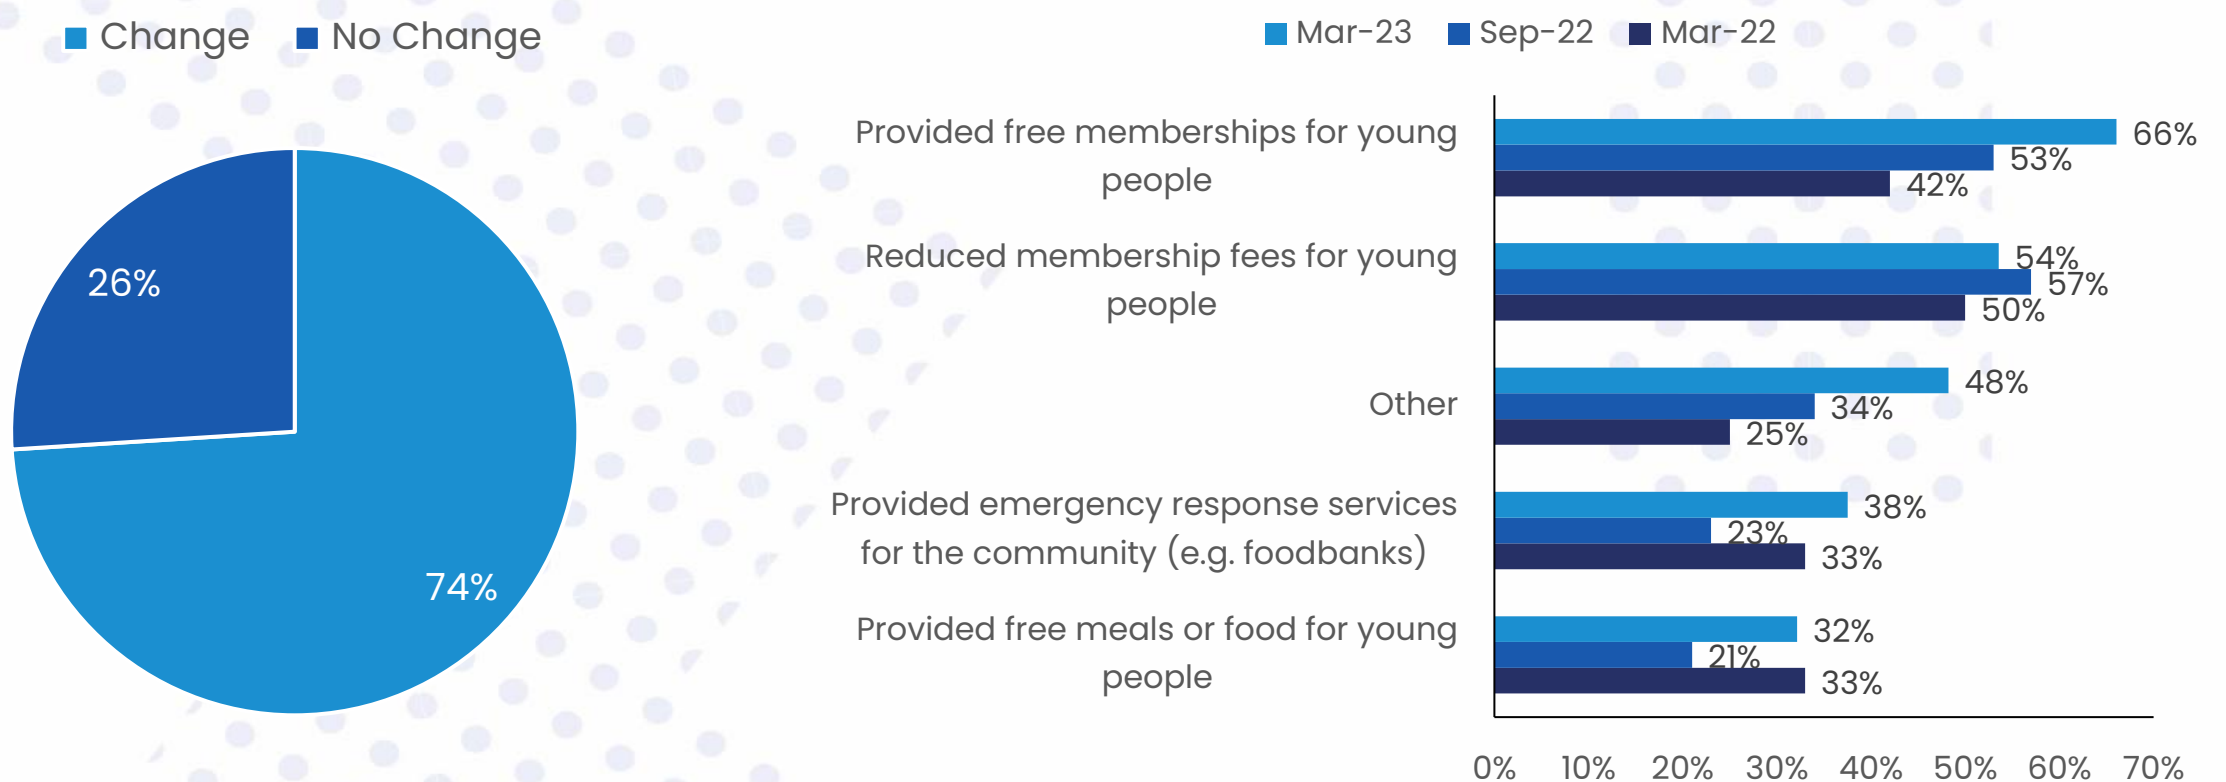 Change No Change
26%
74%
Mar-23 Sep-22 Mar-22
Provided free memberships for young
people
66%
53%
42%
Reduced membership fees for young
people
54%
57%
50%
Other
48%
34%
25%
Provided emergency response services
for the community (e.g. foodbanks)
38%
23%
33%
Provided free meals or food for young
people
32%
21%
33%
0% 10% 20% 30% 40% 50% 60% 70%